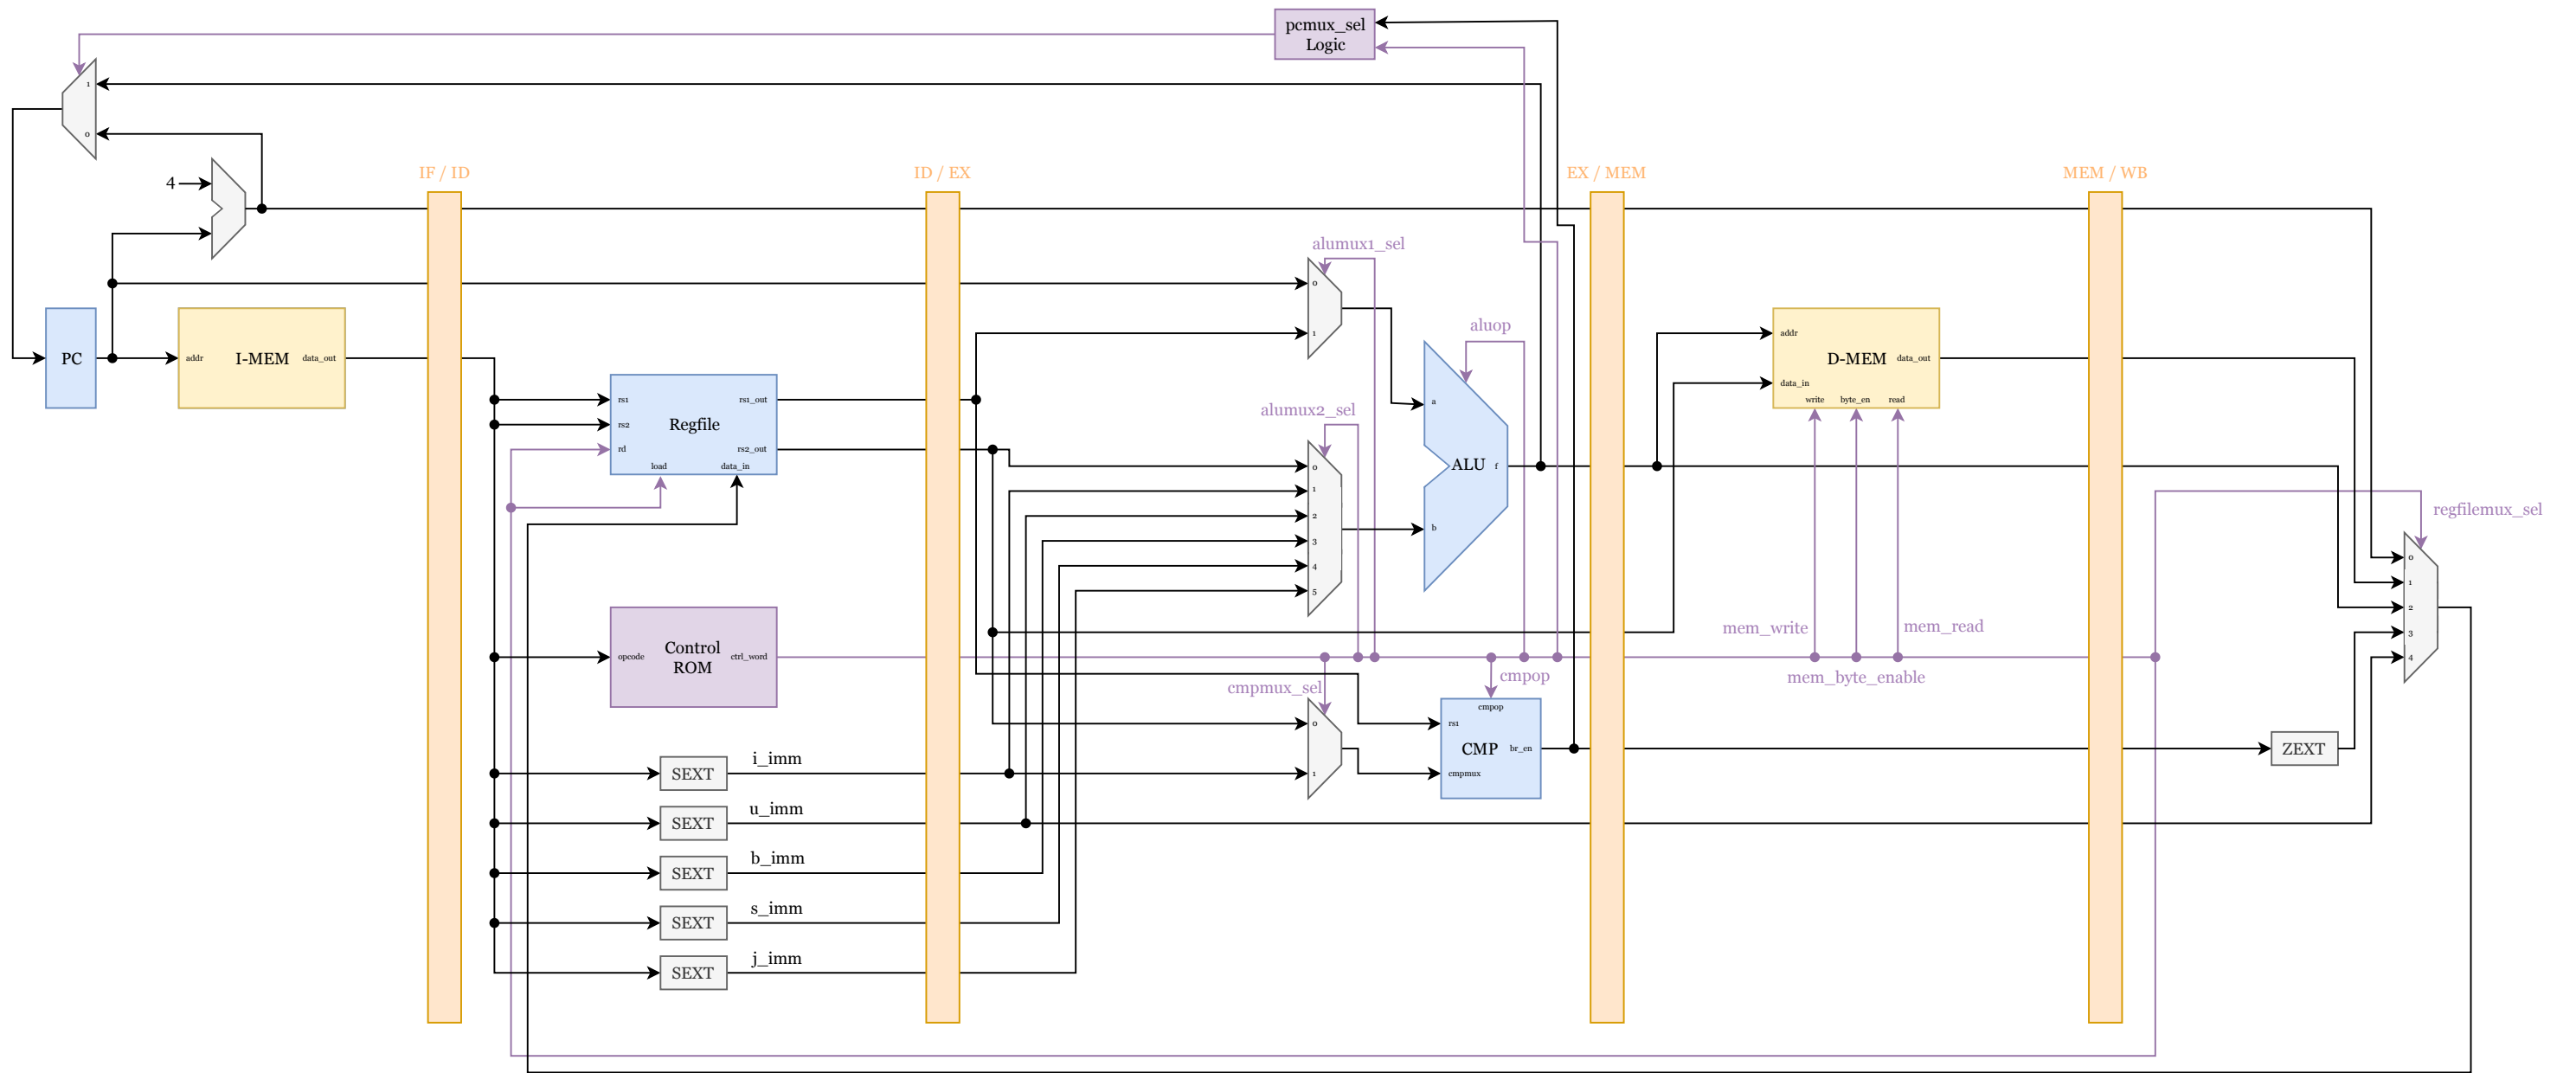 pcmux_sel
Logic
1
0
4
IF / ID
ID / EX
EX / MEM
MEM / WB
alumux1_sel
0
1
aluop
PC
addr
I-MEM
data_out
rs1
rs2
rd
Regfile
rs1_out
rs2_out
load
data_in
alumux2_sel
0
1
2
3
4
5
a
b
ALU
f
addr
data_in
D-MEM
data_out
write
byte_en
read
regfilemux_sel
0
1
2
3
4
mem_write
mem_read
mem_byte_enable
opcode
Control
ROM
ctrl_word
cmpmux_sel
0
1
cmpop
cmpop
rs1
CMP
br_en
cmpmux
ZEXT
SEXT
i_imm
SEXT
u_imm
SEXT
b_imm
SEXT
s_imm
SEXT
j_imm